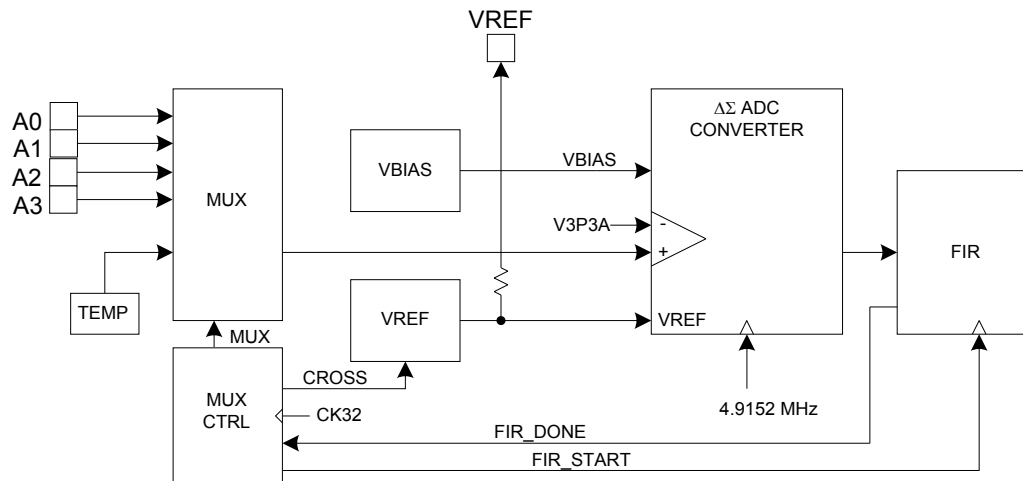 VREF
ΔΣ ADC
CONVERTER
A0
A1
A2
A3
MUX
VBIAS
VBIAS
V3P3A
-
+
FIR
TEMP
VREF
VREF
MUX
CROSS
MUX
CTRL
CK32
4.9152 MHz
FIR_DONE
FIR_START